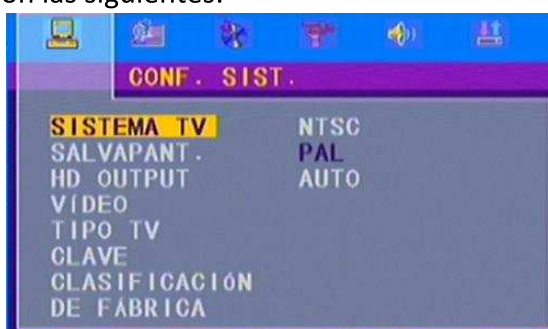 ón las siguientes:
CONF. SIST.
SISTEMA TV NTSC
SALVAPANT. PAL
HD OUTPUT AUTO
VÍDEO
TIPO TV
CLAVE
CLASIFICACIÓN
DE FÁBRICA